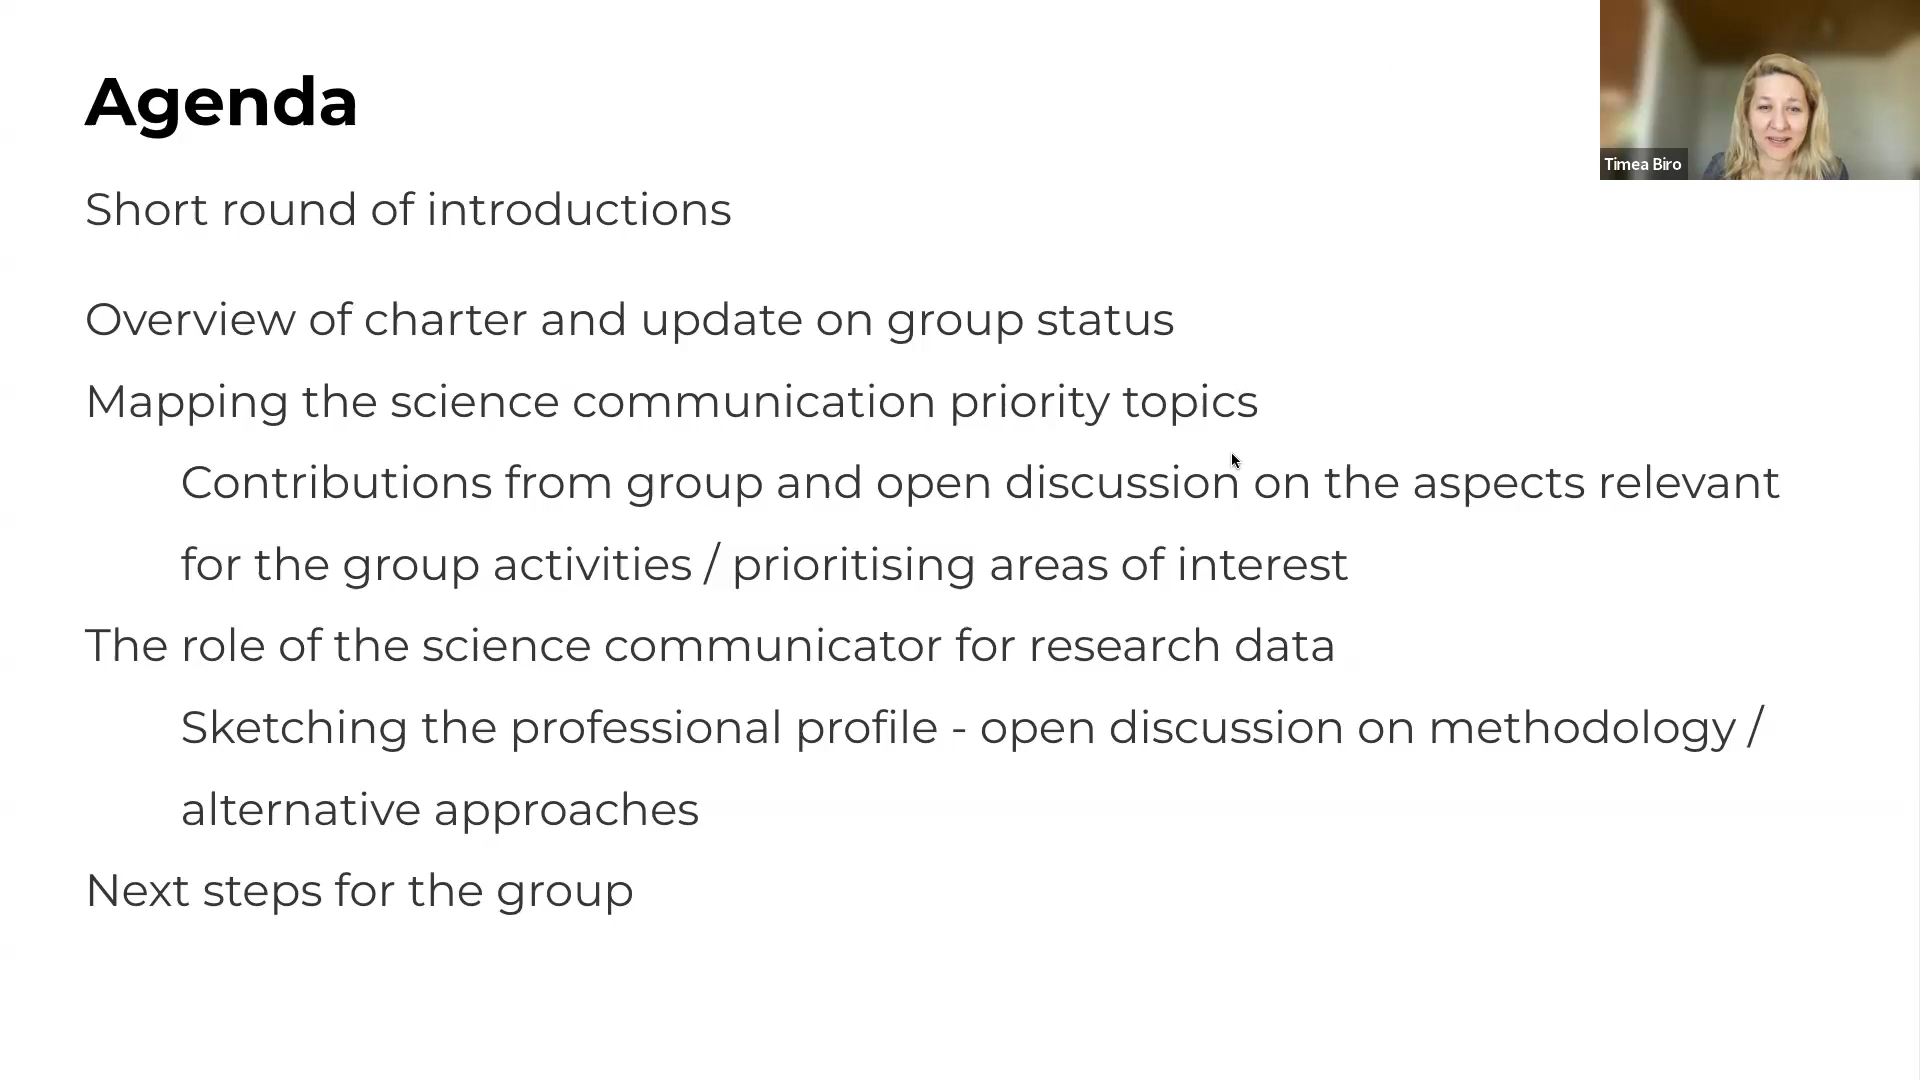 Agenda
Timea Biro
Short round of introductions
Overview of charter and update on group status
Mapping the science communication priority topics
Contributions from group and open discussion on the aspects relevant
for the group activities / prioritising areas of interest
The role of the science communicator for research data
Sketching the professional profile - open discussion on methodology /
alternative approaches
Next steps for the group